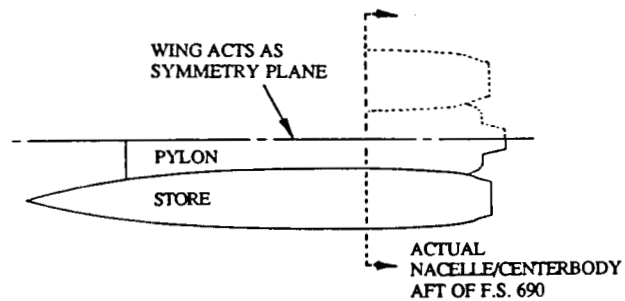 WING ACTS AS
SYMMETRY PLANE
PYLON
STORE
ACTUAL
NACELLE/CENTERBODY
AFT OF F.S. 690